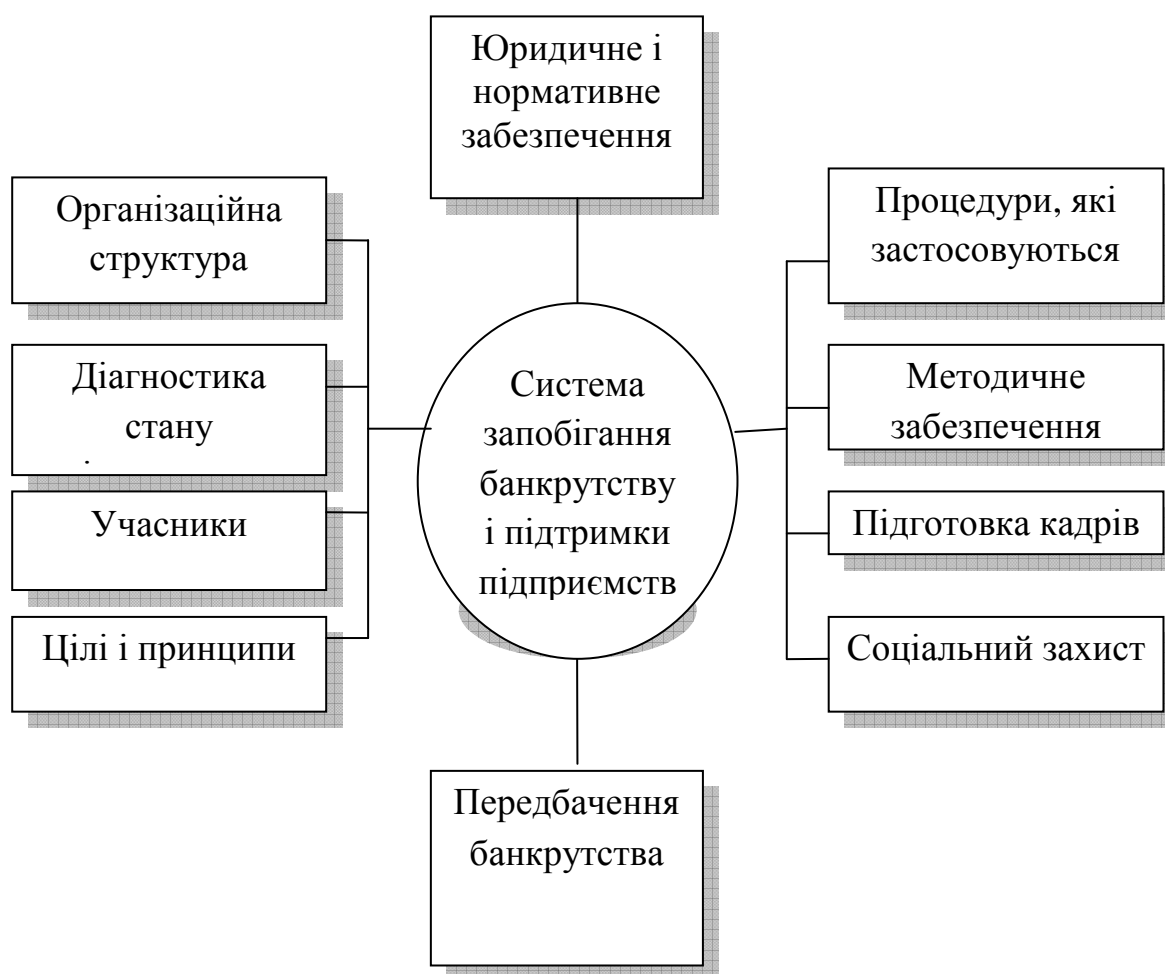 Юридичне і
нормативне
забезпечення
Організаційна
структура
Діагностика
стану
Учасники
Цілі і принципи
Система
запобігання
банкрутству
і підтримки
підприємств
Процедури, які
застосовуються
Методичне
забезпечення
Підготовка кадрів
Соціальний захист
Передбачення
банкрутства